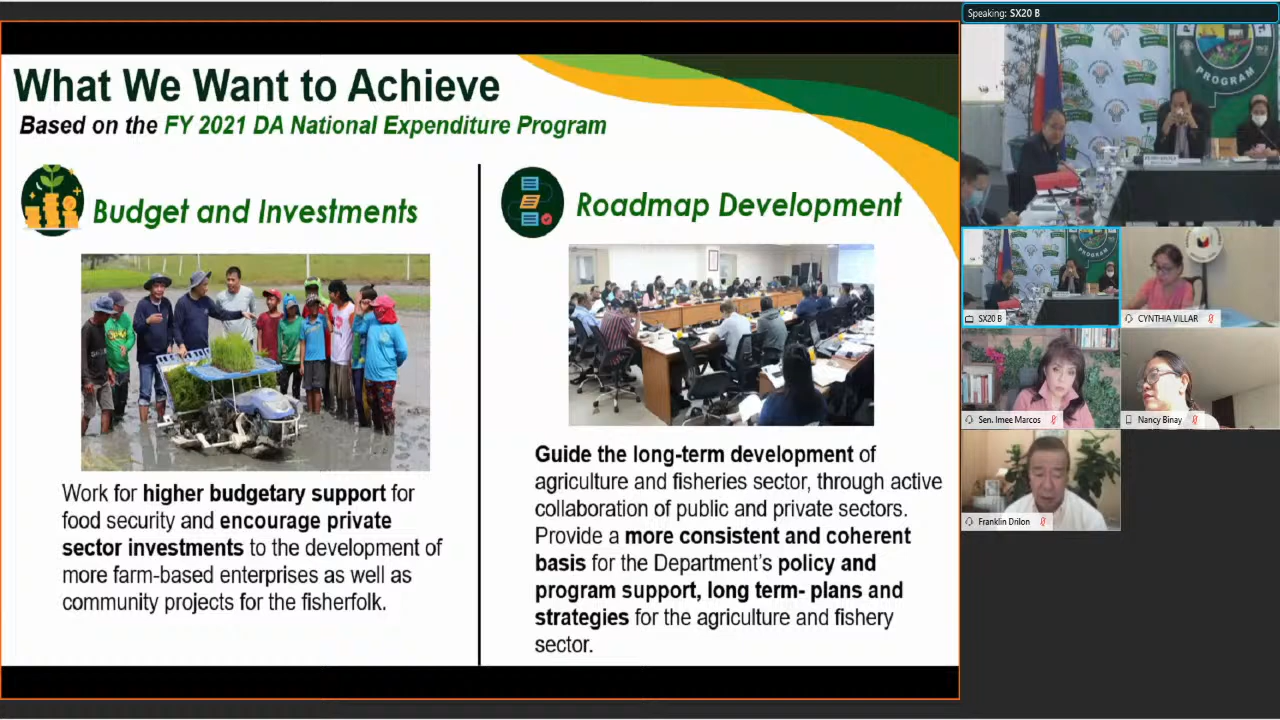 Speaking: SX20 B
What We Want to Achieve
Based on the FY 2021 DA National Expenditure Program
Budget and Investments
Work for higher budgetary support for
food security and encourage private
sector investments to the development of
more farm-based enterprises as well as
community projects for the fisherfolk.
Roadmap Development
Guide the long-term development of
agriculture and fisheries sector, through active
collaboration of public and private sectors.
Provide a more consistent and coherent
basis for the Department's policy and
program support, long term- plans and
strategies for the agriculture and fishery
sector.
PROGRAM
SX20 B
CYNTHIA VILLAR
Sen. Imee Marcos
Nancy Binay
Franklin Drilon